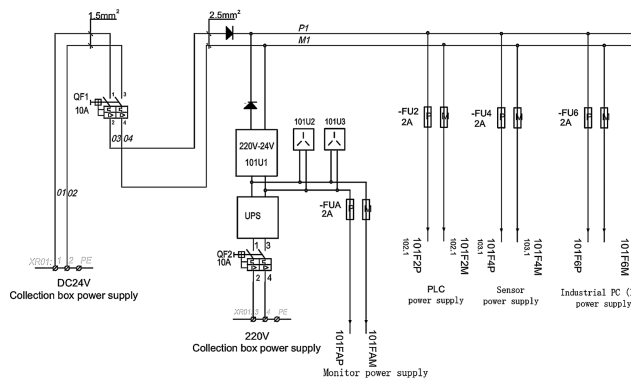 1.5mm²
2.5mm²
P1
M1
QF1
10A
1 3
2 4
03 04
01 02
XR01: 1 2 PE
DC24V
Collection box power supply
220V-24V
101U1
101U2
101U3
UPS
QF2
10A
1 3
2 4
XR01: 3 4 PE
220V
Collection box power supply
-FUA
2A
P
M
101FAP
101FAM
Monitor power supply
-FU2
2A
P
M
101F2P
102.1
101F2M
102.1
PLC
power supply
-FU4
2A
P
M
101F4P
103.1
101F4M
103.1
Sensor
power supply
-FU6
2A
P
M
101F6P
101F6M
Industrial PC (
power supply